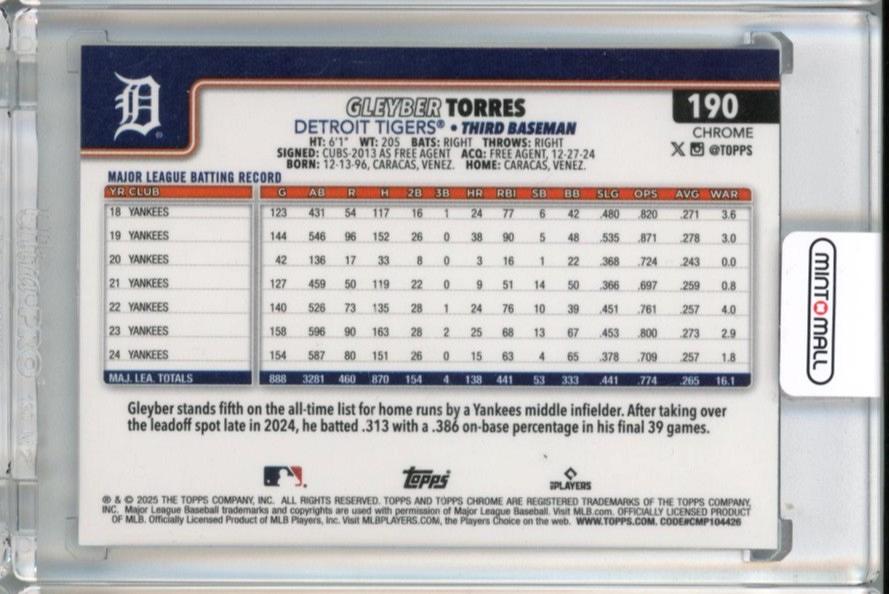 D
GLEYBER TORRES
190
DETROIT TIGERS® • THIRD BASEMAN
CHROME
HT: 6'1" WT: 205 BATS: RIGHT THROWS: RIGHT
X @TOPPS
SIGNED: CUBS-2013 AS FREE AGENT ACQ: FREE AGENT, 12-27-24
BORN: 12-13-96, CARACAS, VENEZ. HOME: CARACAS, VENEZ.
MAJOR LEAGUE BATTING RECORD
YR CLUB G AB R H 2B 3B HR RBI SB BB SLG OPS AVG WAR
18 YANKEES 123 431 54 117 16 1 24 77 6 42 .480 .820 .271 3.6
19 YANKEES 144 546 96 152 26 0 38 90 5 48 .535 .871 .278 3.0
20 YANKEES 42 136 17 33 8 0 3 16 1 22 .368 .724 .243 0.0
21 YANKEES 127 459 50 119 22 0 9 51 14 50 .366 .697 .259 0.8
22 YANKEES 140 526 73 135 28 1 24 76 10 39 .451 .761 .257 4.0
23 YANKEES 158 596 90 163 28 2 25 68 13 67 .453 .800 .273 2.9
24 YANKEES 154 587 80 151 26 0 15 63 4 65 .378 .709 .257 1.8
MAJ. LEA. TOTALS 888 3281 460 870 154 4 138 441 53 333 .441 .774 .265 16.1
MINTOMALL
Gleyber stands fifth on the all-time list for home runs by a Yankees middle infielder. After taking over
the leadoff spot late in 2024, he batted .313 with a .386 on-base percentage in his final 39 games.
Topps
PLAYERS
® & © 2025 THE TOPPS COMPANY, INC. ALL RIGHTS RESERVED. TOPPS AND TOPPS CHROME ARE REGISTERED TRADEMARKS OF THE TOPPS COMPANY,
INC. Major League Baseball trademarks and copyrights are used with permission of Major League Baseball. Visit MLB.com. OFFICIALLY LICENSED PRODUCT
OF MLB. Officially Licensed Product of MLB Players, Inc. Visit MLBPLAYERS.COM, the Players Choice on the web. WWW.TOPPS.COM. CODE#CMP104426